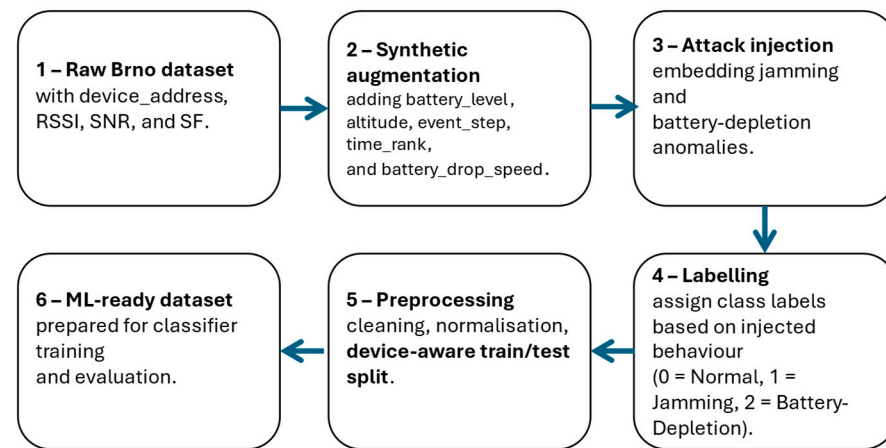 1 – Raw Brno dataset
with device_address,
RSSI, SNR, and SF.
2 – Synthetic
augmentation
adding battery_level,
altitude, event_step,
time_rank,
and battery_drop_speed.
3 – Attack injection
embedding jamming
and
battery-depletion
anomalies.
4 – Labelling
assign class labels
based on injected
behaviour
(0 = Normal, 1 =
Jamming, 2 = Battery-
Depletion).
5 – Preprocessing
cleaning, normalisation,
device-aware train/test
split.
6 – ML-ready dataset
prepared for classifier
training
and evaluation.